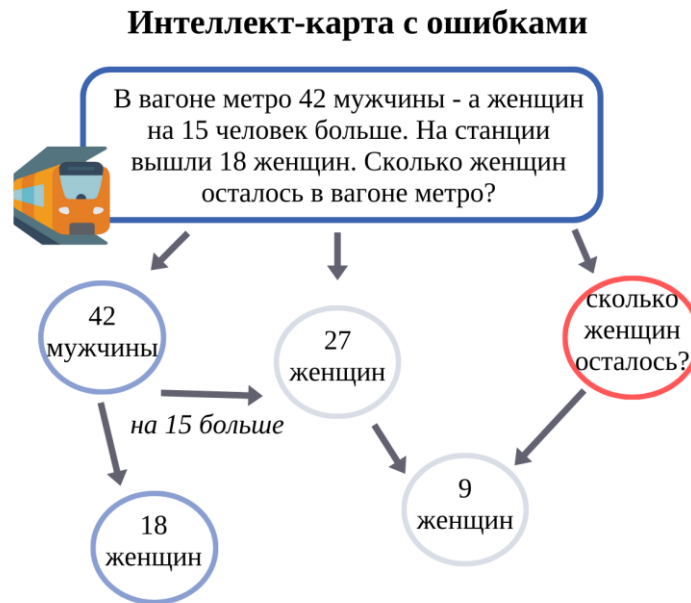 Интеллект-карта с ошибками
В вагоне метро 42 мужчины - а женщин
на 15 человек больше. На станции
вышли 18 женщин. Сколько женщин
осталось в вагоне метро?
42
мужчины
27
женщин
сколько
женщин
осталось?
на 15 больше
18
женщин
9
женщин